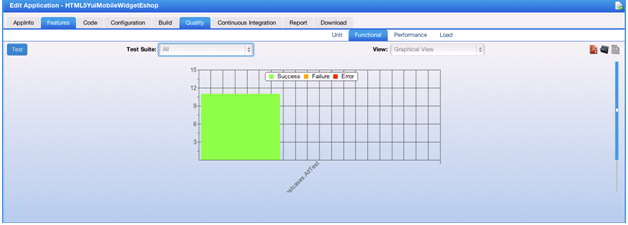 Edit Application - HTML5YuiMobileWidgetEshop
AppInfo Features Code Configuration Build Quality Continuous Integration Report Download
Unit Functional Performance Load
Test Test Suite: All View: Graphical View
15
Success Failure Error
12
9
6
3
stcases.AllTest